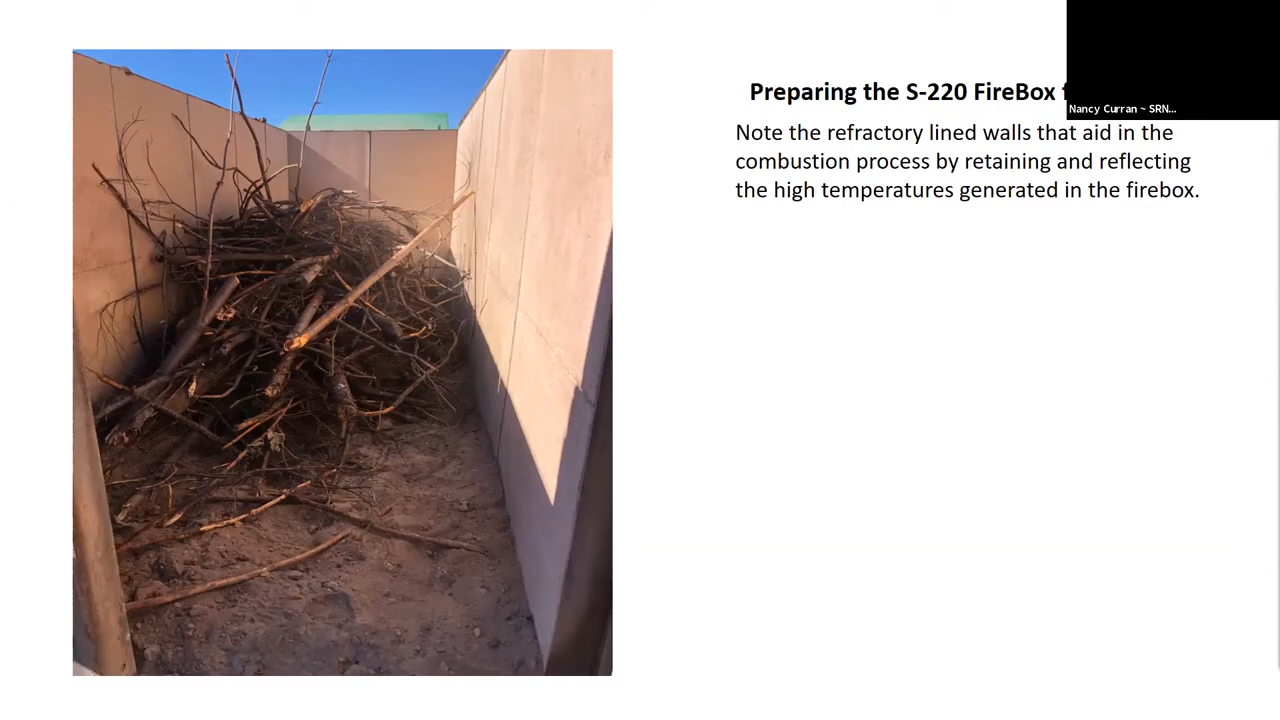 Preparing the S-220 FireBox
Nancy Curran ~ SRN...
Note the refractory lined walls that aid in the
combustion process by retaining and reflecting
the high temperatures generated in the firebox.